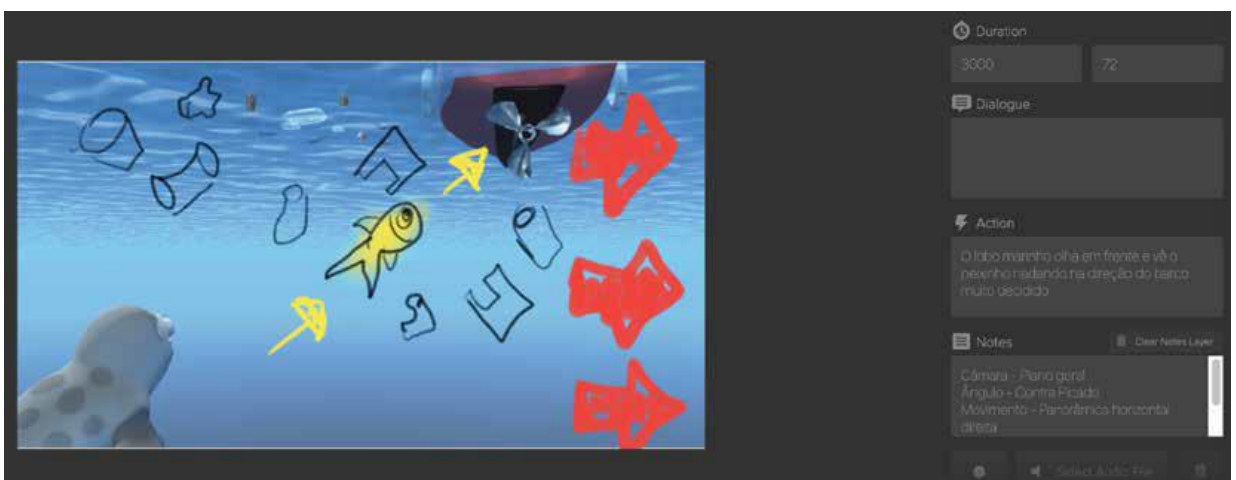 Duration
3000
72
Dialogue
Action
O lobo marinho olha em frente e vê o
peixinho nadando na direção do barco
muito decidido
Notes
Clear Notes Layer
Câmara - Plano geral
Ângulo - Contra Picado
Movimento - Panorâmica horizontal
direita
Select Audio File